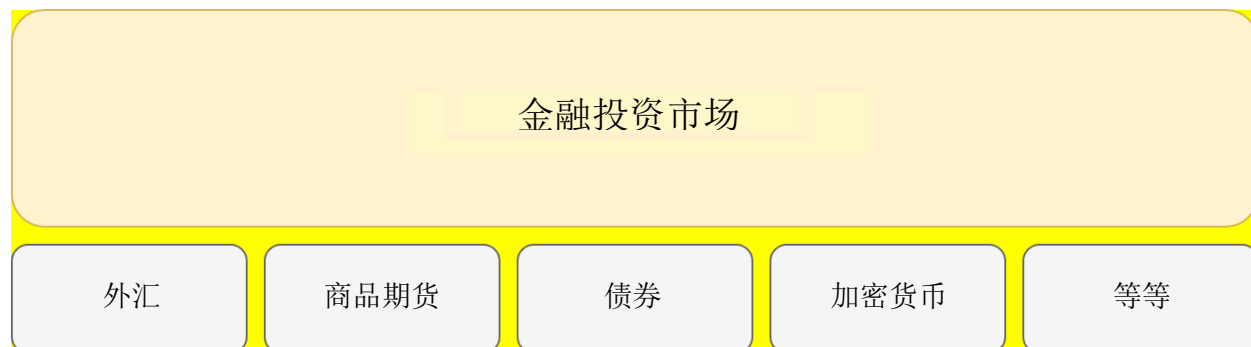 金融投资市场
外汇
商品期货
债券
加密货币
等等